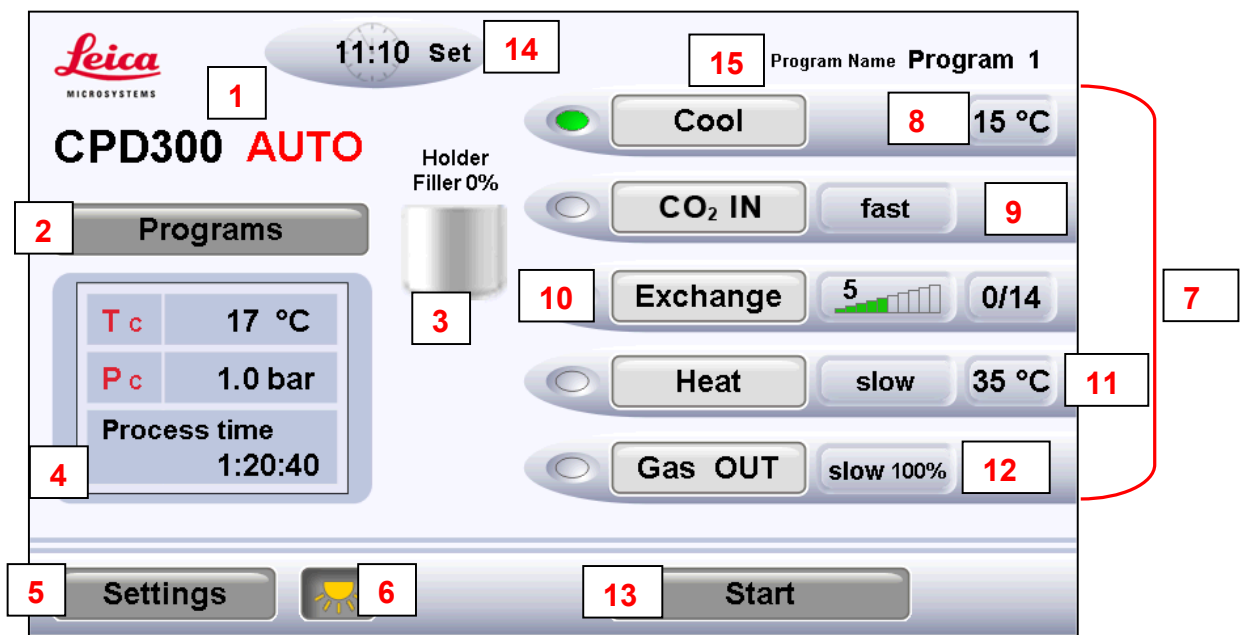 Leica
MICROSYSTEMS
11:10 Set
14
15
Program Name Program 1
1
CPD300 AUTO
Holder
Filler 0%
Cool
8
15 °C
2
Programs
CO₂ IN
fast
9
3
10
Exchange
5
0/14
7
T c
17 °C
P c
1.0 bar
Process time
1:20:40
4
Heat
slow
35 °C
11
Gas OUT
slow 100%
12
5
Settings
6
13
Start